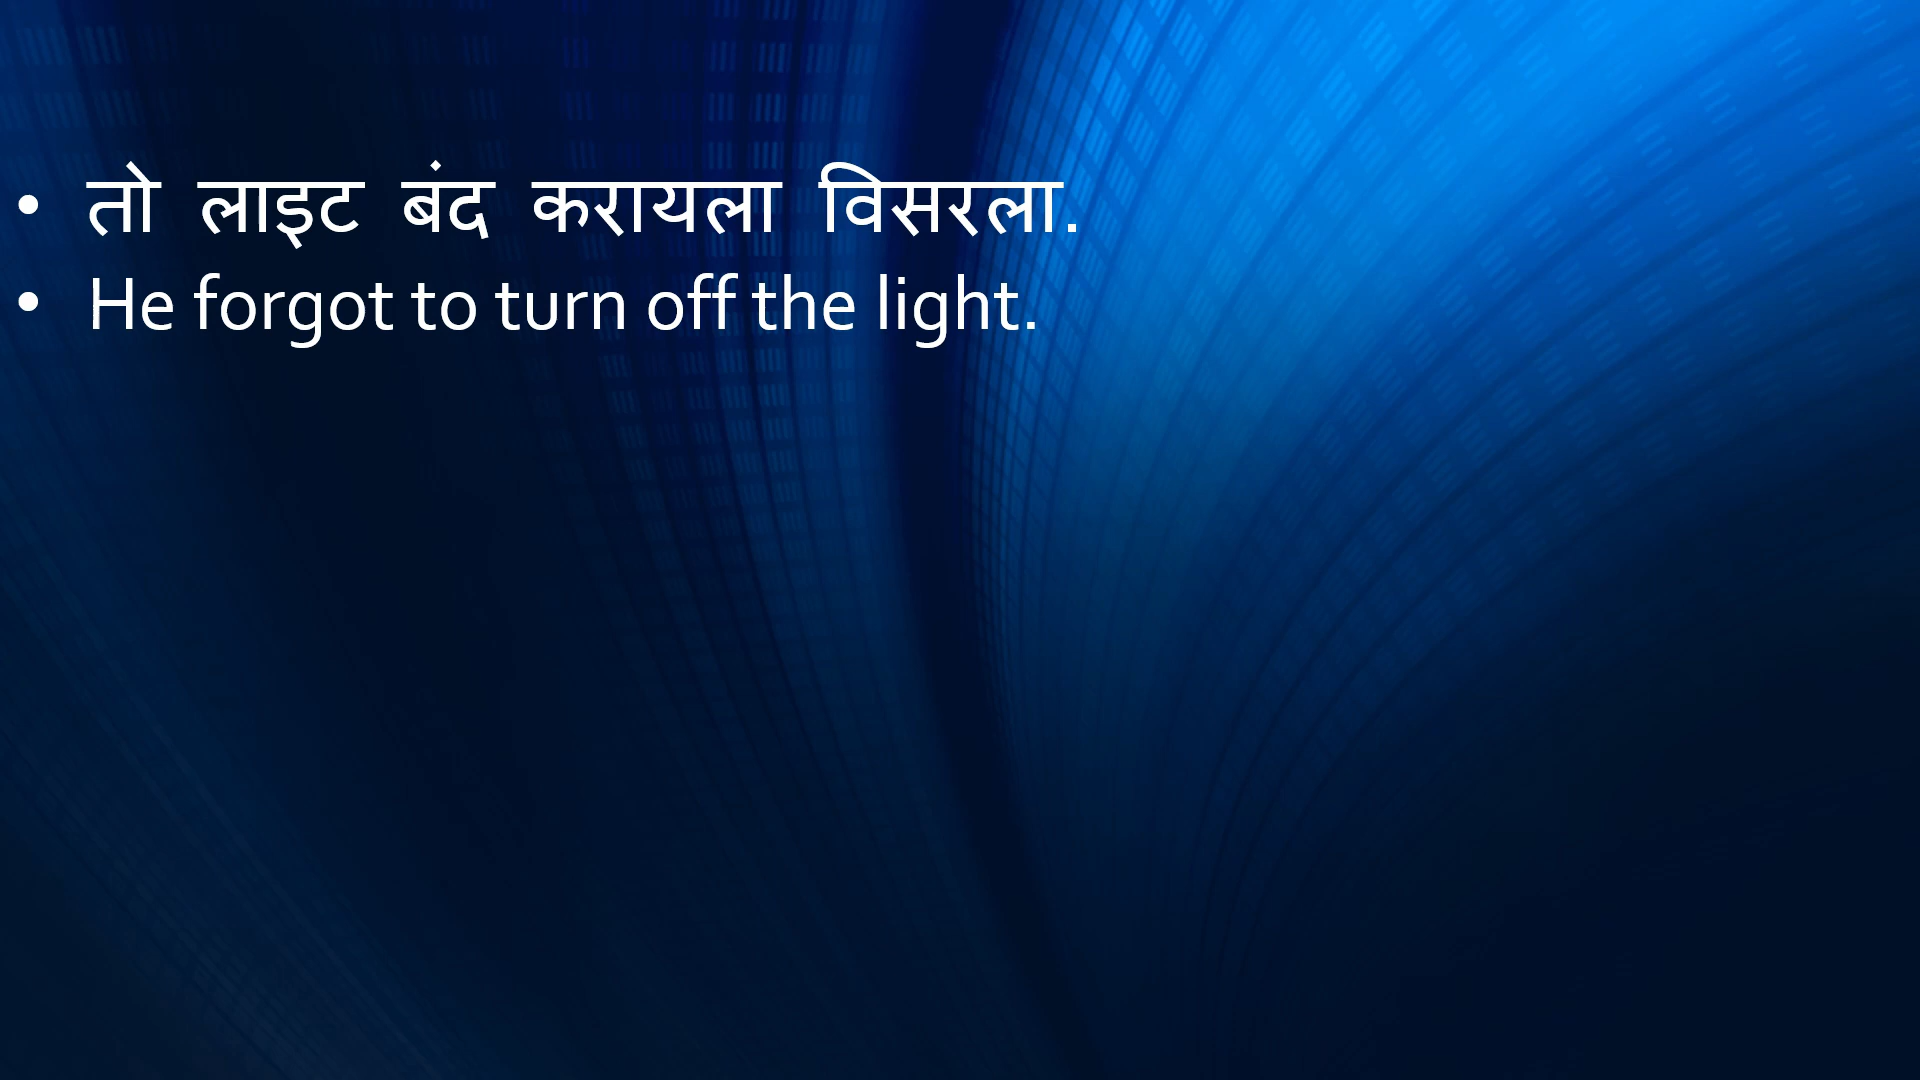 • तो लाइट बंद करायला विसरला.
• He forgot to turn off the light.